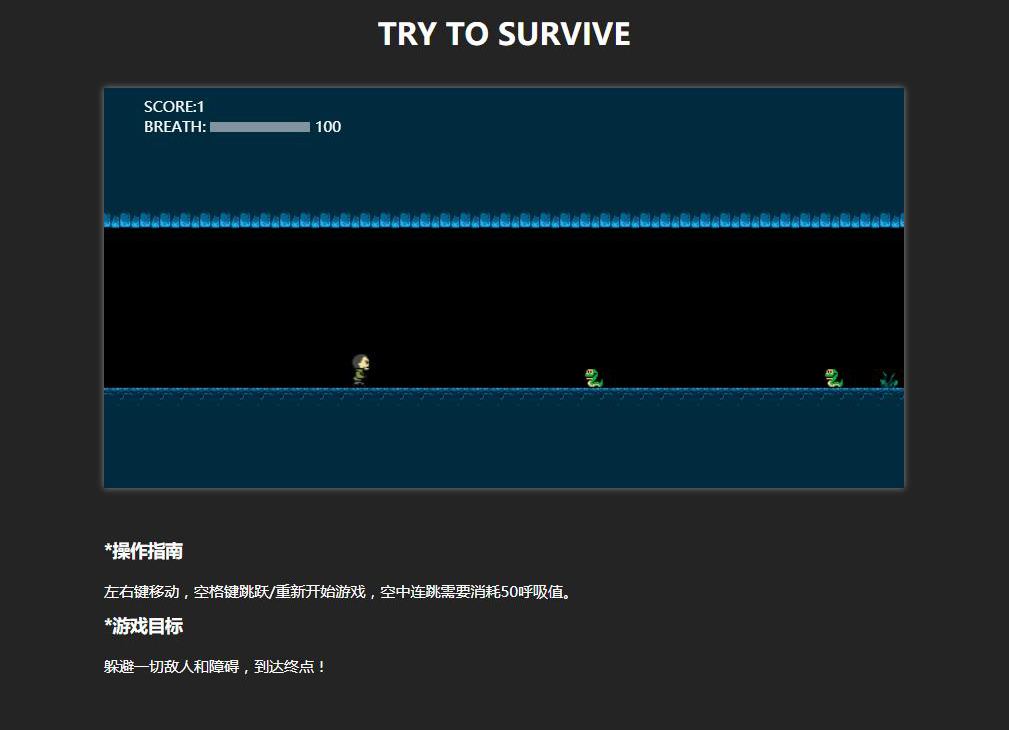 TRY TO SURVIVE
SCORE:1
BREATH: 100
*操作指南
左右键移动，空格键跳跃/重新开始游戏，空中连跳需要消耗50呼吸值。
*游戏目标
躲避一切敌人和障碍，到达终点！